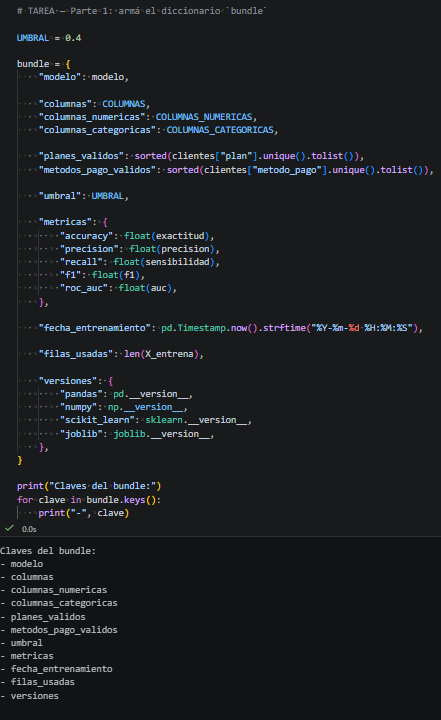 # TAREA — Parte 1: armá el diccionario `bundle`
UMBRAL = 0.4
bundle = {
"modelo": modelo,
"columnas": COLUMNAS,
"columnas_numericas": COLUMNAS_NUMERICAS,
"columnas_categoricas": COLUMNAS_CATEGORICAS,
"planes_validos": sorted(clientes["plan"].unique().tolist()),
"metodos_pago_validos": sorted(clientes["metodo_pago"].unique().tolist()),
"umbral": UMBRAL,
"metricas": {
"accuracy": float(exactitud),
"precision": float(precision),
"recall": float(sensibilidad),
"f1": float(f1),
"roc_auc": float(auc),
},
"fecha_entrenamiento": pd.Timestamp.now().strftime("%Y-%m-%d %H:%M:%S"),
"filas_usadas": len(X_entrena),
"versiones": {
"pandas": pd.__version__,
"numpy": np.__version__,
"scikit_learn": sklearn.__version__,
"joblib": joblib.__version__,
},
}
print("Claves del bundle:")
for clave in bundle.keys():
print("-", clave)
0.0s
Claves del bundle:
- modelo
- columnas
- columnas_numericas
- columnas_categoricas
- planes_validos
- metodos_pago_validos
- umbral
- metricas
- fecha_entrenamiento
- filas_usadas
- versiones